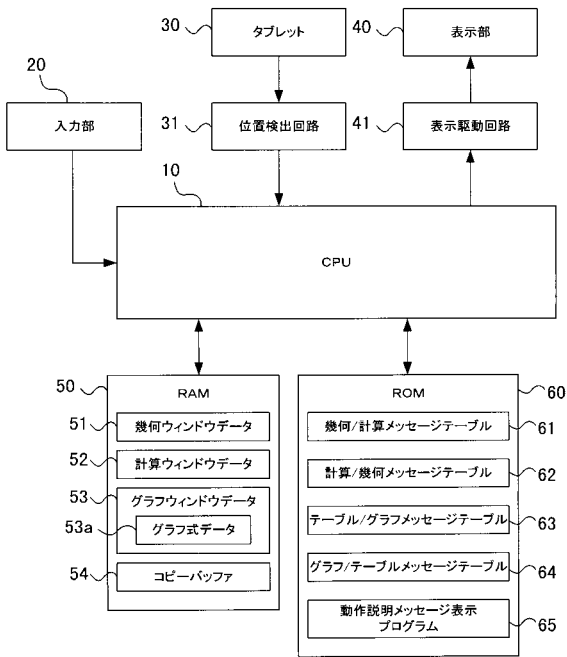 30
タブレット
40
表示部
20
入力部
31
位置検出回路
41
表示駆動回路
10
CPU
50
RAM
51
幾何ウィンドウデータ
52
計算ウィンドウデータ
53
グラフウィンドウデータ
53a
グラフ式データ
54
コピーバッファ
ROM
60
幾何/計算メッセージテーブル
61
計算/幾何メッセージテーブル
62
テーブル/グラフメッセージテーブル
63
グラフ/テーブルメッセージテーブル
64
動作説明メッセージ表示
プログラム
65